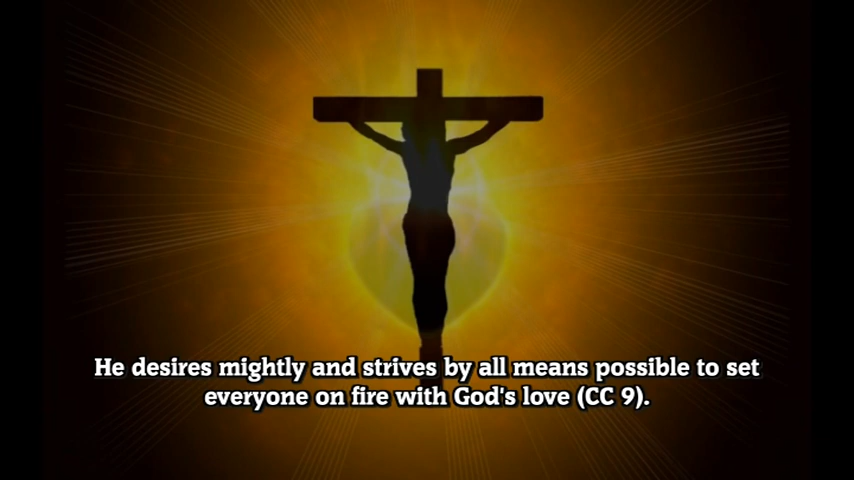 He desires mightly and strives by all means possible to set
everyone on fire with God's love (CC 9).